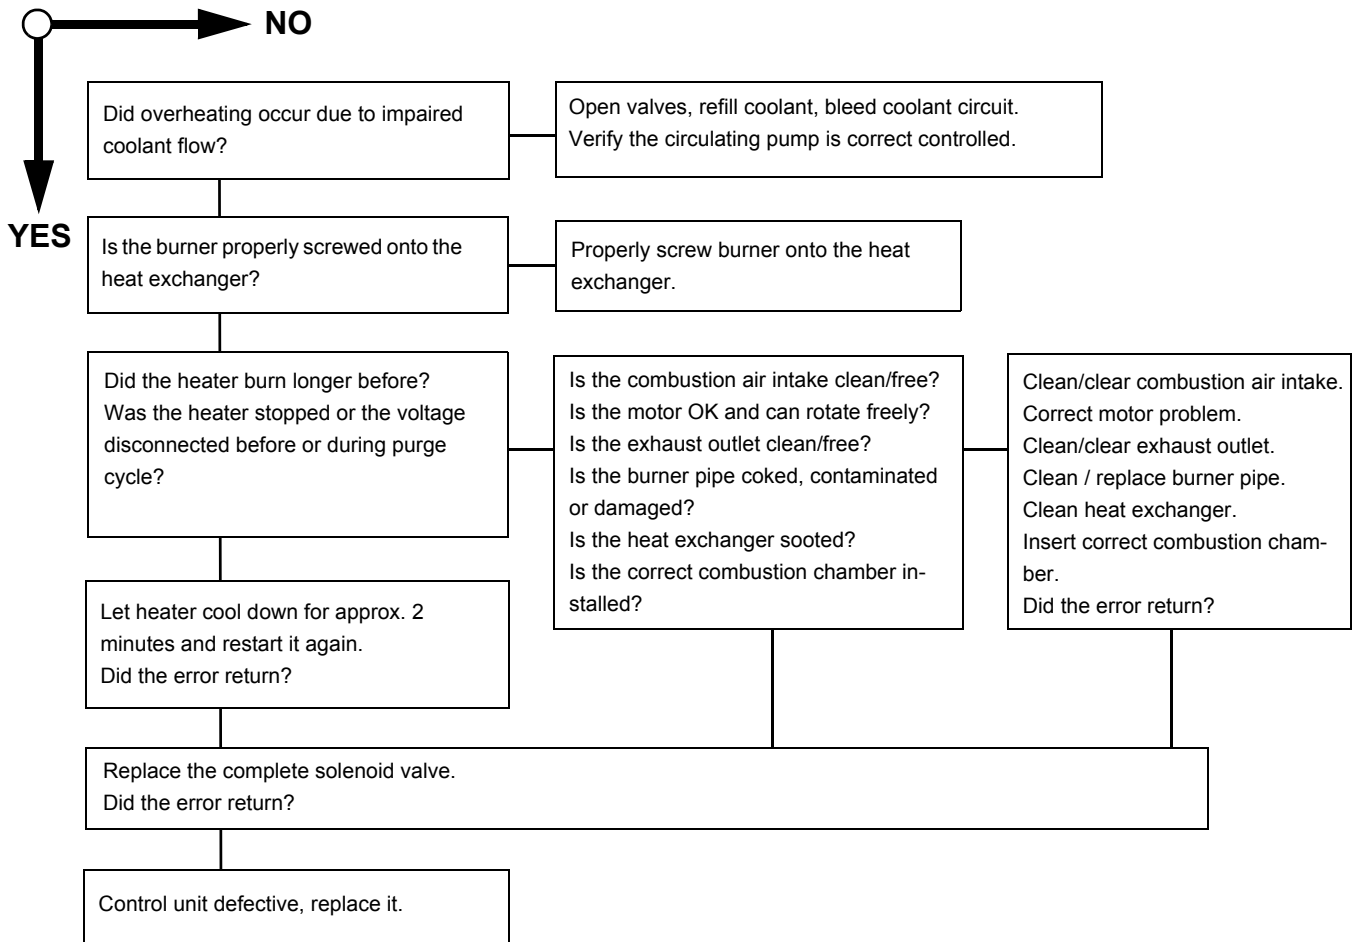 NO
YES
Did overheating occur due to impaired
coolant flow?
Open valves, refill coolant, bleed coolant circuit.
Verify the circulating pump is correct controlled.
Is the burner properly screwed onto the
heat exchanger?
Properly screw burner onto the heat
exchanger.
Did the heater burn longer before?
Was the heater stopped or the voltage
disconnected before or during purge
cycle?
Is the combustion air intake clean/free?
Is the motor OK and can rotate freely?
Is the exhaust outlet clean/free?
Is the burner pipe coked, contaminated
or damaged?
Is the heat exchanger sooted?
Is the correct combustion chamber in-
stalled?
Clean/clear combustion air intake.
Correct motor problem.
Clean/clear exhaust outlet.
Clean / replace burner pipe.
Clean heat exchanger.
Insert correct combustion cham-
ber.
Did the error return?
Let heater cool down for approx. 2
minutes and restart it again.
Did the error return?
Replace the complete solenoid valve.
Did the error return?
Control unit defective, replace it.